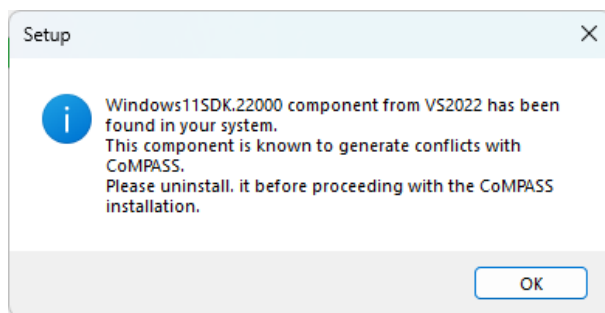 Setup
Windows11SDK.22000 component from VS2022 has been
found in your system.
This component is known to generate conflicts with
CoMPASS.
Please uninstall. it before proceeding with the CoMPASS
installation.
OK